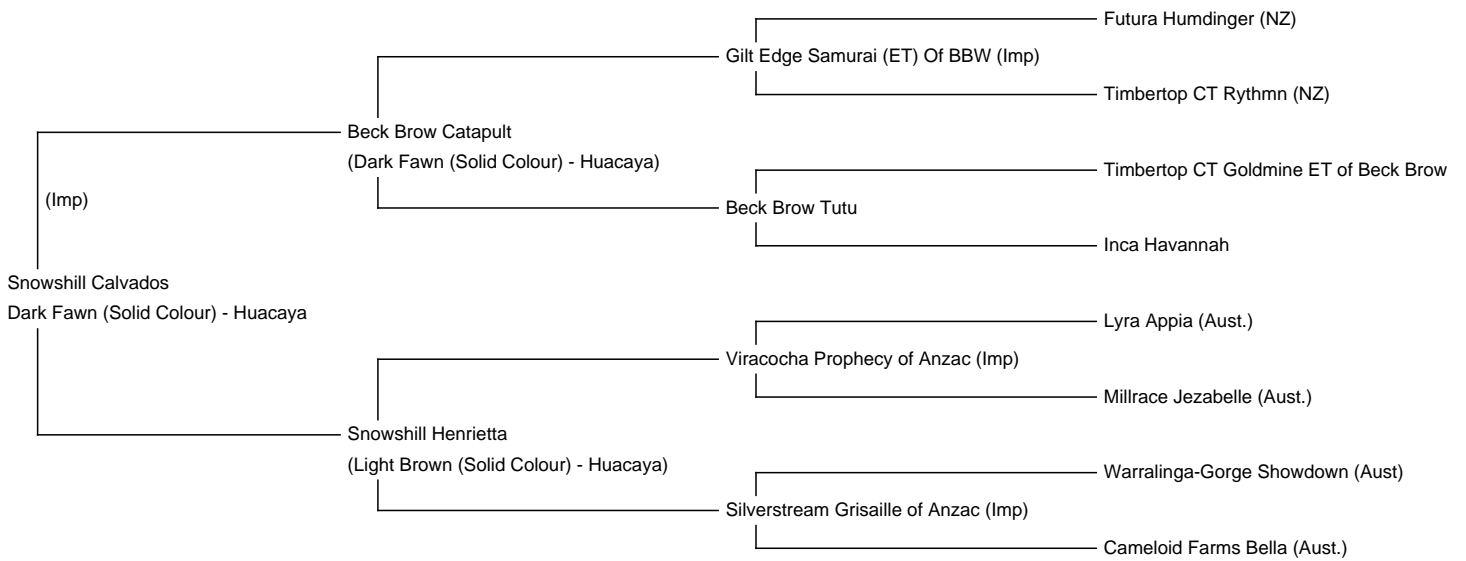 Futura Humdinger (NZ)
Gilt Edge Samurai (ET) Of BBW (Imp)
Timbertop CT Rythmn (NZ)
Beck Brow Catapult
(Dark Fawn (Solid Colour) - Huacaya)
Timbertop CT Goldmine ET of Beck Brow
(Imp)
Beck Brow Tutu
Inca Havannah
Snowshill Calvados
Dark Fawn (Solid Colour) - Huacaya
Lyra Appia (Aust.)
Viracocha Prophecy of Anzac (Imp)
Millrace Jezabelle (Aust.)
Snowshill Henrietta
(Light Brown (Solid Colour) - Huacaya)
Warralinga-Gorge Showdown (Aust)
Silverstream Grisaille of Anzac (Imp)
Cameloid Farms Bella (Aust.)